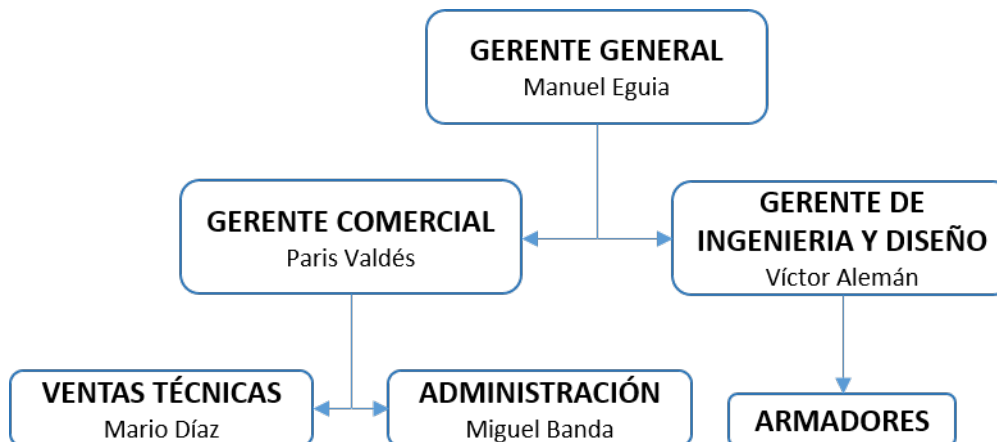 GERENTE GENERAL
Manuel Eguia
GERENTE COMERCIAL
Paris Valdés
GERENTE DE
INGENIERIA Y DISEÑO
Víctor Alemán
VENTAS TÉCNICAS
Mario Díaz
ADMINISTRACIÓN
Miguel Banda
ARMADORES